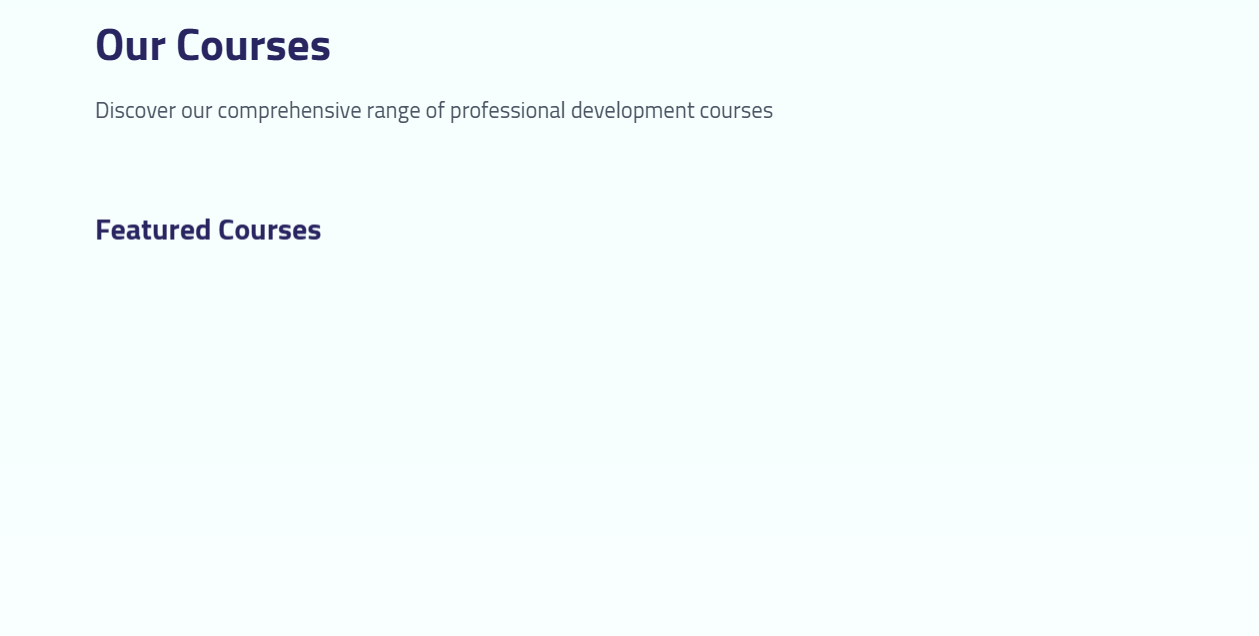 Our Courses
Discover our comprehensive range of professional development courses
Featured Courses